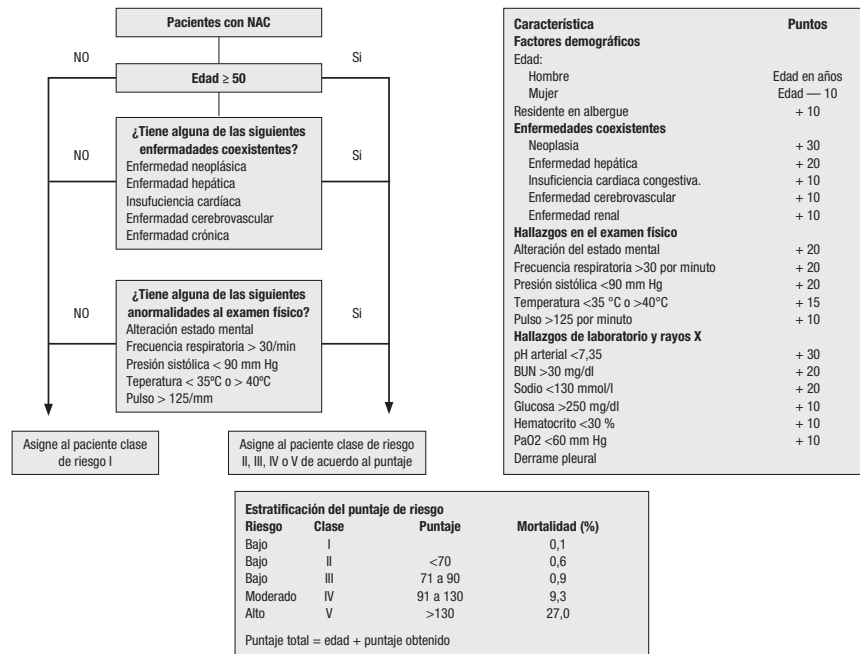 Pacientes con NAC
NO
Si
Edad ≥ 50
¿Tiene alguna de las siguientes
enfermadades coexistentes?
Enfermedad neoplásica
Enfermedad hepática
Insufuciencia cardíaca
Enfermadad cerebrovascular
Enfermadad crónica
NO
Si
¿Tiene alguna de las siguientes
anormalidades al examen físico?
Alteración estado mental
Frecuencia respiratoria > 30/min
Presión sistólica < 90 mm Hg
Teperatura < 35ºC o > 40ºC
Pulso > 125/mm
NO
Si
Asigne al paciente clase
de riesgo I
Asigne al paciente clase de riesgo
II, III, IV o V de acuerdo al puntaje
Característica Puntos
Factores demográficos
Edad:
Hombre Edad en años
Mujer Edad — 10
Residente en albergue + 10
Enfermedades coexistentes
Neoplasia + 30
Enfermedad hepática + 20
Insuficiencia cardiaca congestiva. + 10
Enfermedad cerebrovascular + 10
Enfermedad renal + 10
Hallazgos en el examen físico
Alteración del estado mental + 20
Frecuencia respiratoria >30 por minuto + 20
Presión sistólica <90 mm Hg + 20
Temperatura <35 °C o >40°C + 15
Pulso >125 por minuto + 10
Hallazgos de laboratorio y rayos X
pH arterial <7,35 + 30
BUN >30 mg/dl + 20
Sodio <130 mmol/l + 20
Glucosa >250 mg/dl + 10
Hematocrito <30 % + 10
PaO2 <60 mm Hg + 10
Derrame pleural
Estratificación del puntaje de riesgo
Riesgo Clase Puntaje Mortalidad (%)
Bajo I 0,1
Bajo II <70 0,6
Bajo III 71 a 90 0,9
Moderado IV 91 a 130 9,3
Alto V >130 27,0
Puntaje total = edad + puntaje obtenido